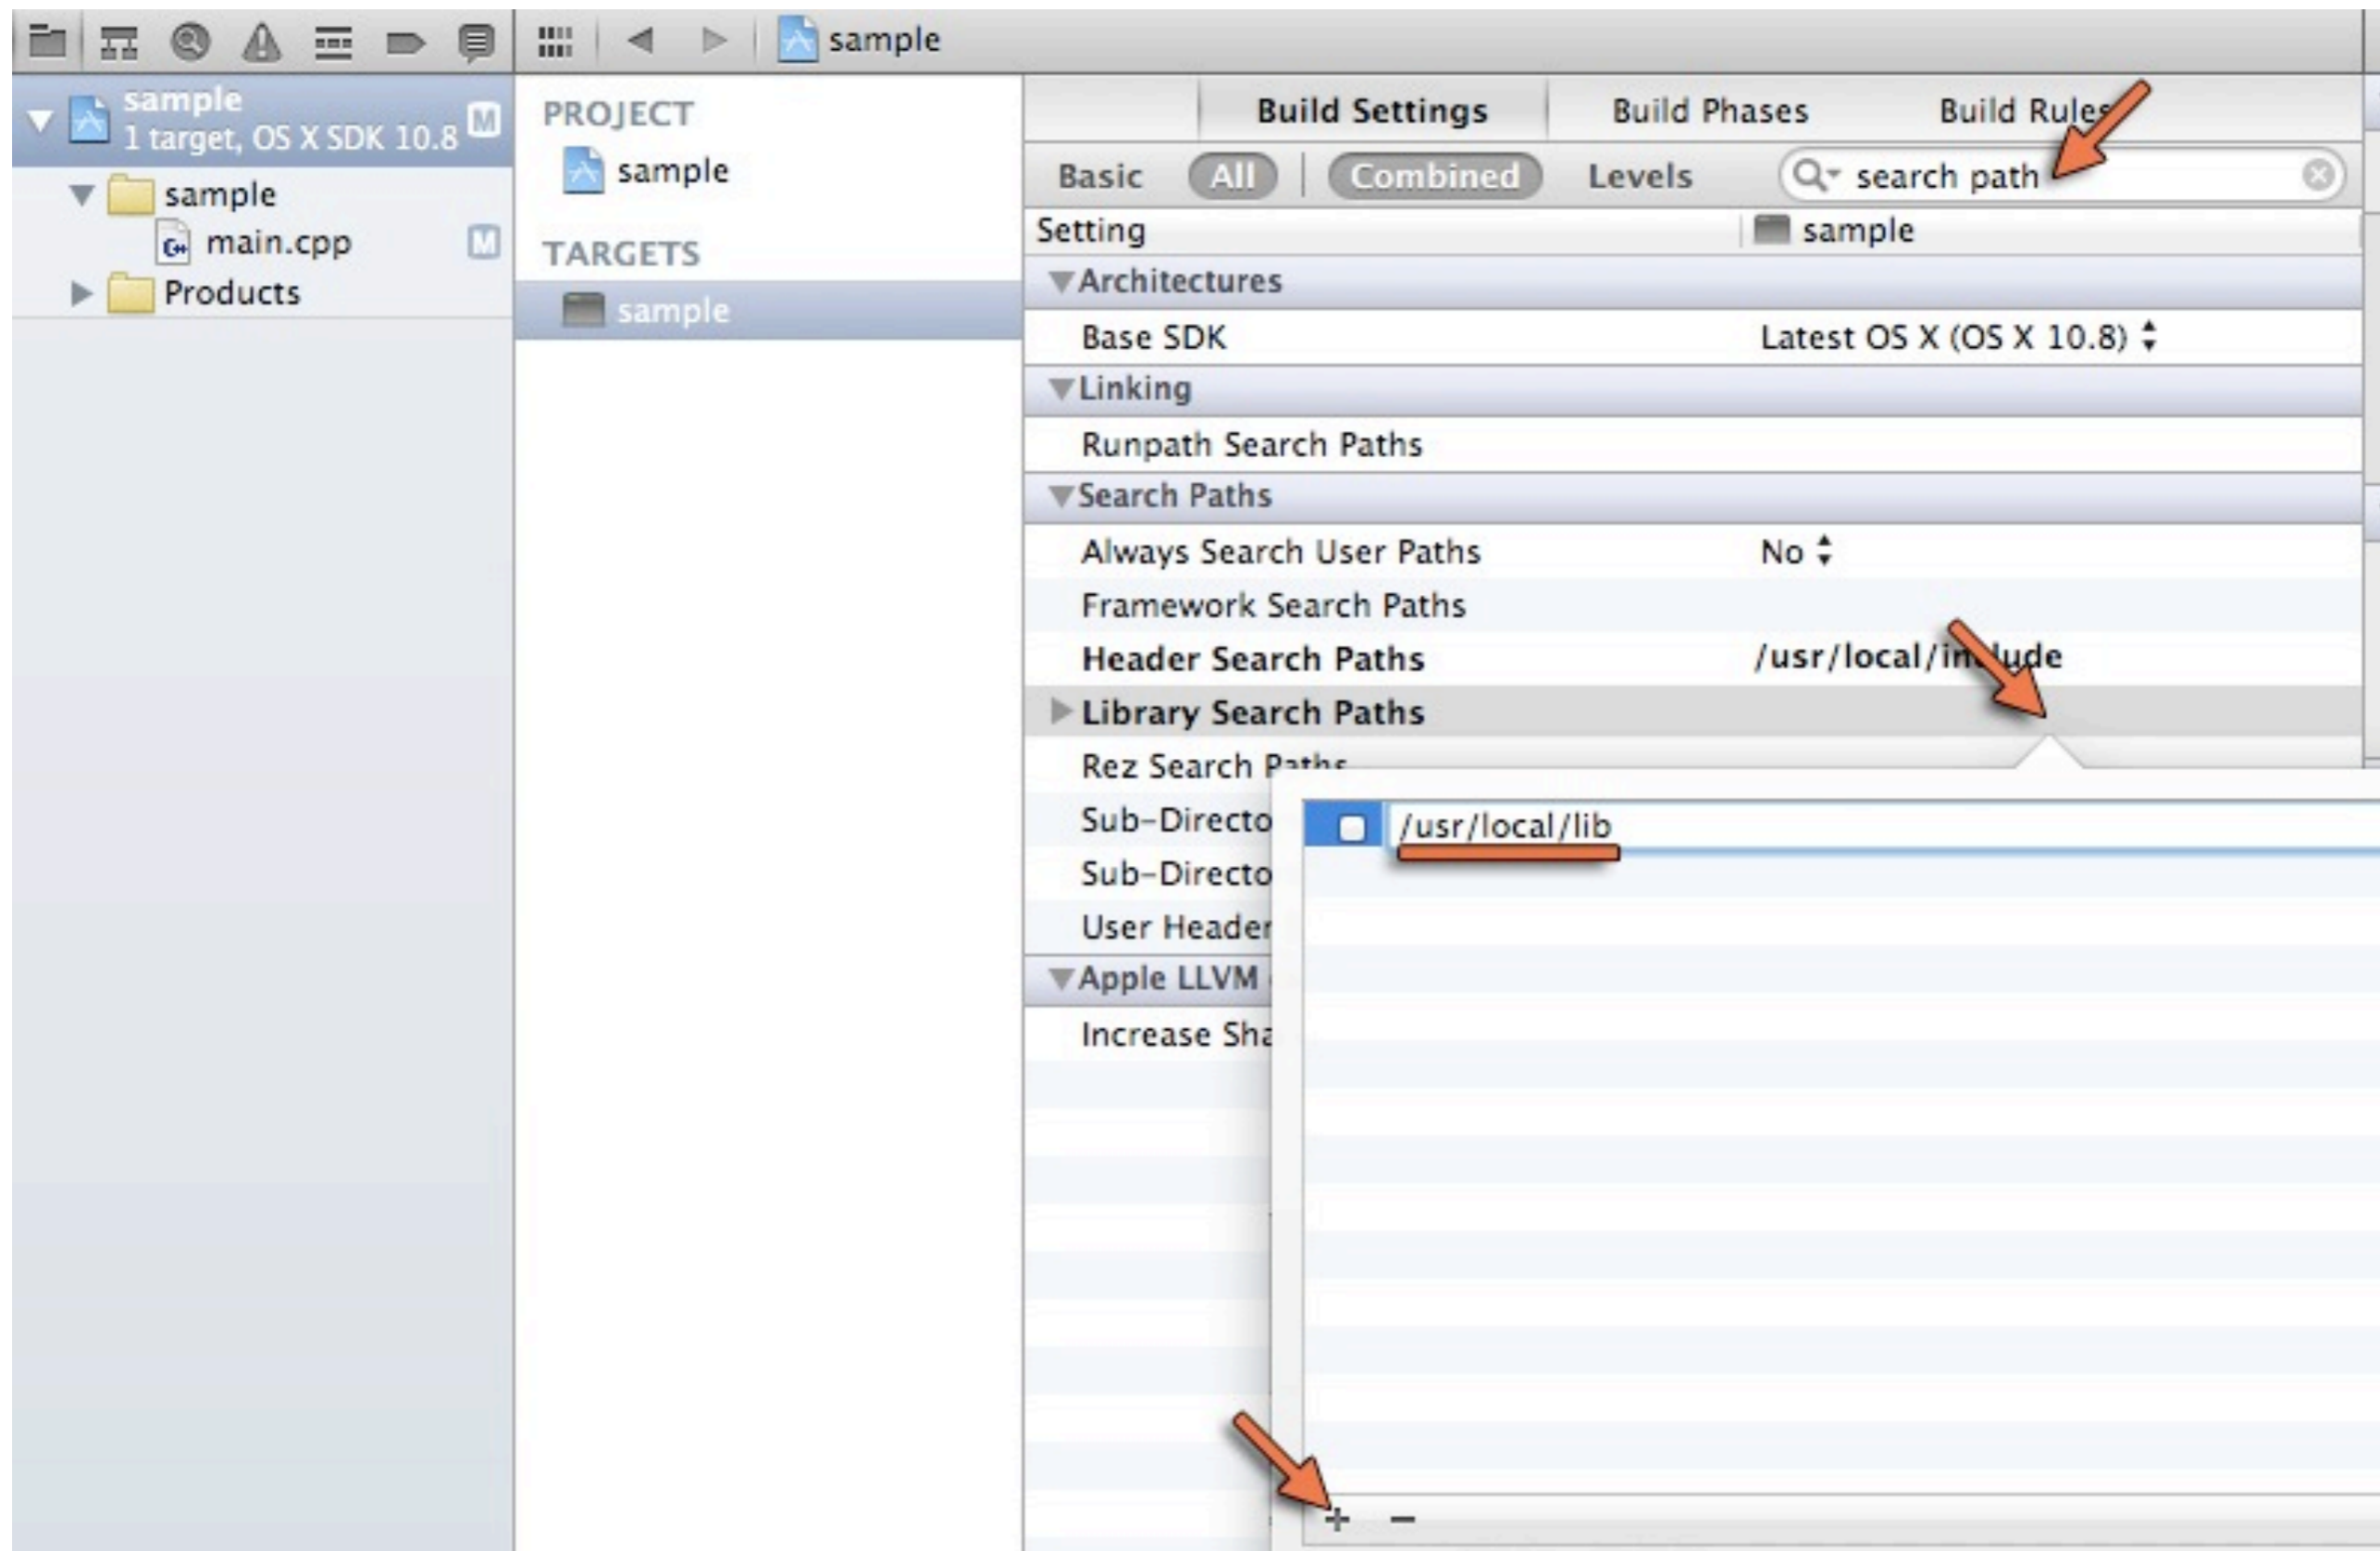 sample
sample
1 target, OS X SDK 10.8
M
sample
main.cpp
M
Products
PROJECT
sample
TARGETS
sample
Build Settings Build Phases Build Rules
Basic All Combined Levels search path
Setting sample
Architectures
Base SDK Latest OS X (OS X 10.8)
Linking
Runpath Search Paths
Search Paths
Always Search User Paths No
Framework Search Paths
Header Search Paths /usr/local/include
Library Search Paths
Rez Search Paths
Sub-Directo
/usr/local/lib
Sub-Directo
User Header
Apple LLVM
Increase Sha
+ −